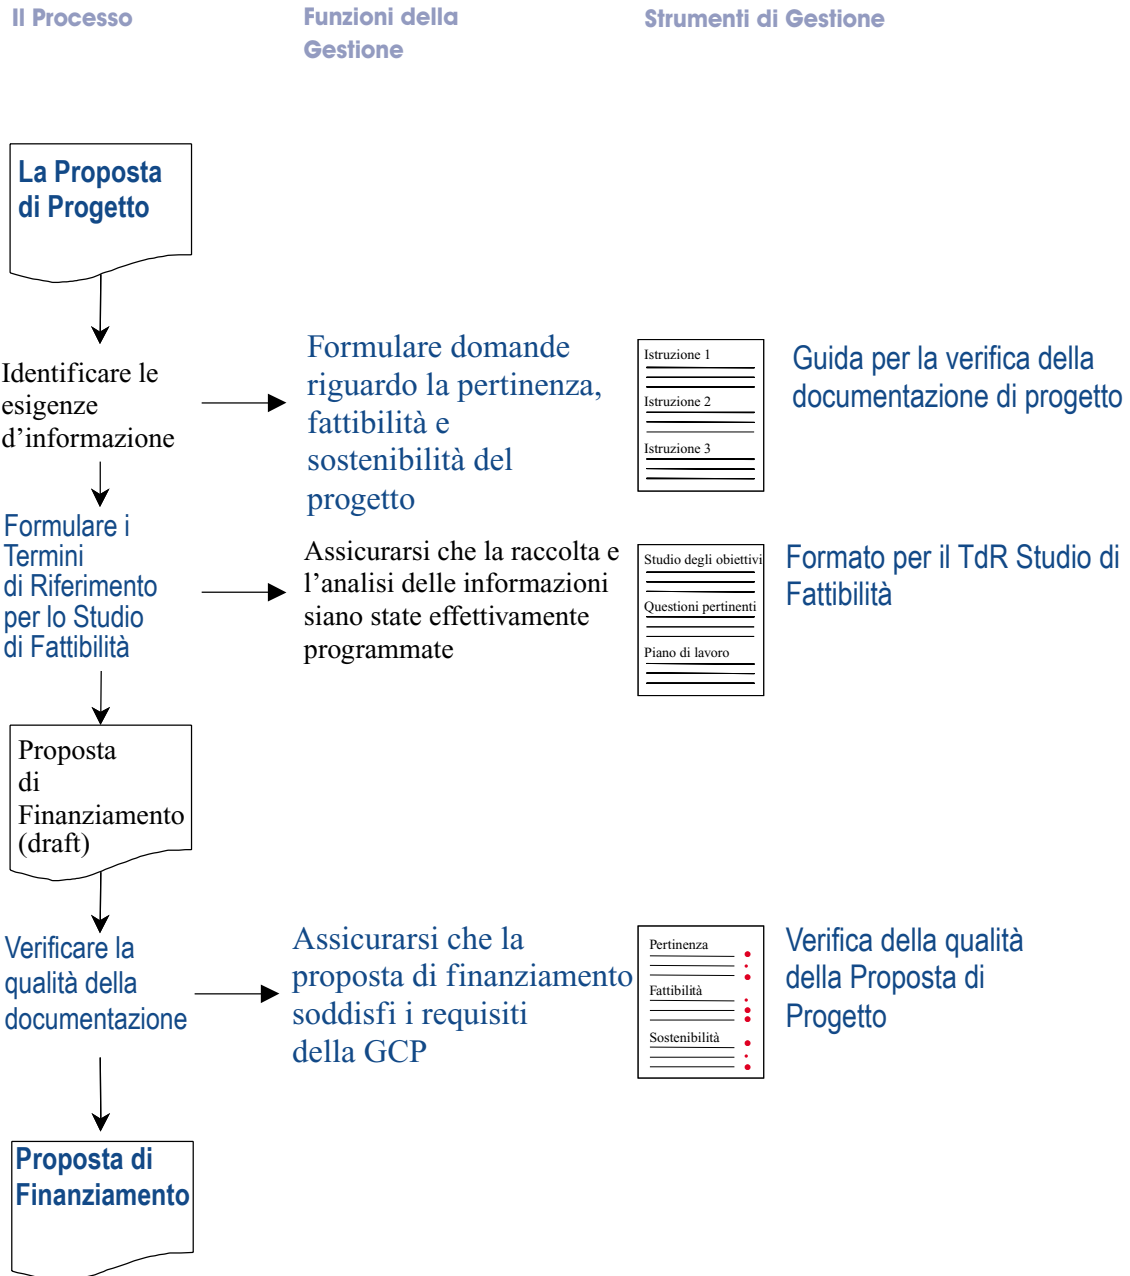 Il Processo
Funzioni della
Gestione
Strumenti di Gestione
La Proposta
di Progetto
Identificare le
esigenze
d’informazione
Formulare domande
riguardo la pertinenza,
fattibilità e
sostenibilità del
progetto
Istruzione 1
Istruzione 2
Istruzione 3
Guida per la verifica della
documentazione di progetto
Formulare i
Termini
di Riferimento
per lo Studio
di Fattibilità
Assicurarsi che la raccolta e
l’analisi delle informazioni
siano state effettivamente
programmate
Studio degli obiettivi
Questioni pertinenti
Piano di lavoro
Formato per il TdR Studio di
Fattibilità
Proposta
di
Finanziamento
(draft)
Verificare la
qualità della
documentazione
Assicurarsi che la
proposta di finanziamento
soddisfi i requisiti
della GCP
Pertinenza
Fattibilità
Sostenibilità
Verifica della qualità
della Proposta di
Progetto
Proposta di
Finanziamento